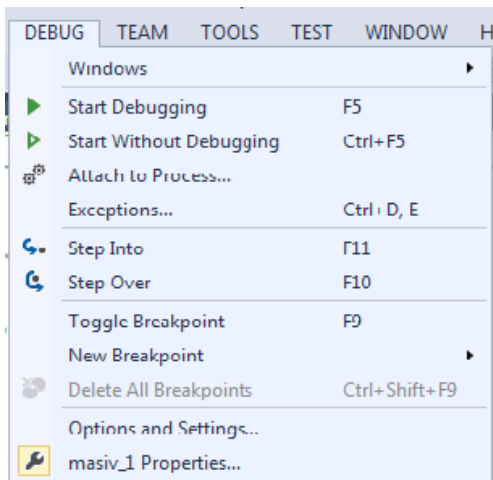 DEBUG TEAM TOOLS TEST WINDOW H
Windows
Start Debugging F5
Start Without Debugging Ctrl+F5
Attach to Process...
Exceptions... Ctrl+D, E
Step Into F11
Step Over F10
Toggle Breakpoint F9
New Breakpoint
Delete All Breakpoints Ctrl+Shift+F9
Options and Settings...
masiv_1 Properties...